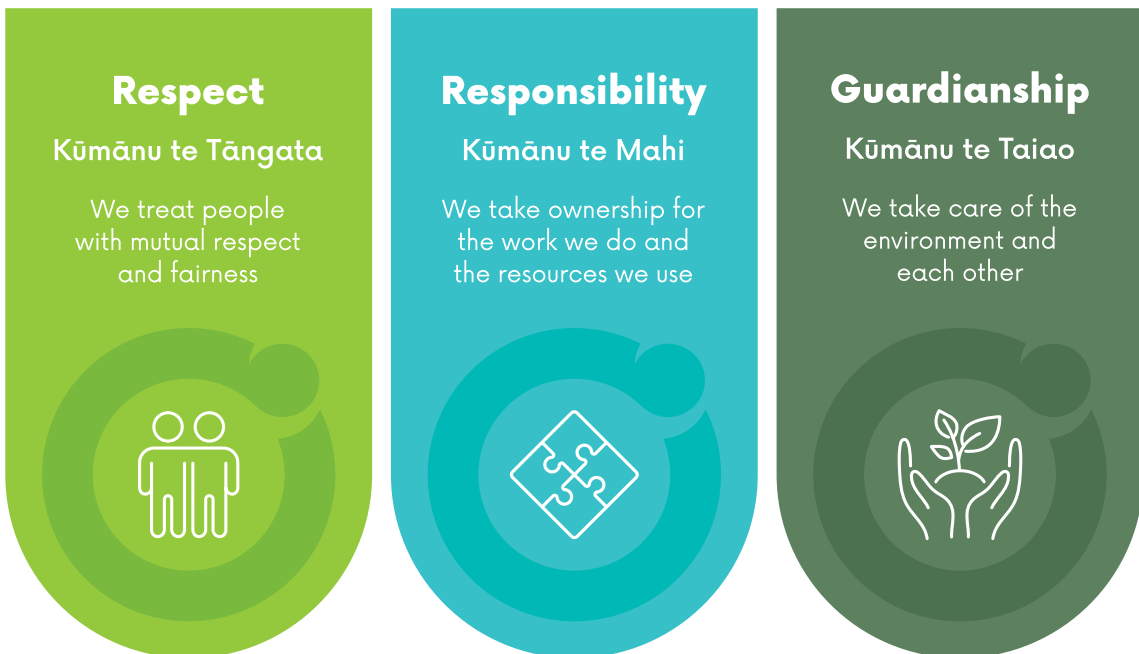 Respect
Kūmānu te Tāngata
We treat people
with mutual respect
and fairness
Responsibility
Kūmānu te Mahi
We take ownership for
the work we do and
the resources we use
Guardianship
Kūmānu te Taiao
We take care of the
environment and
each other